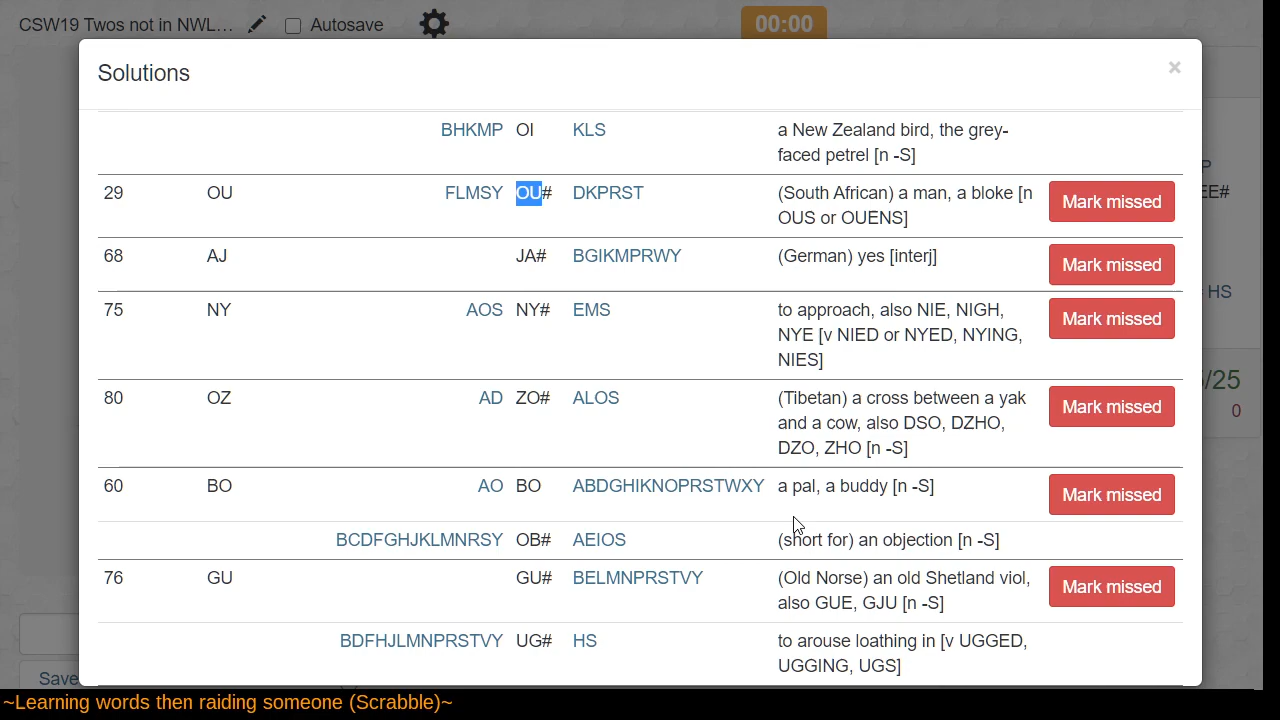 CSW19 Twos not in NWL... Autosave 00:00
Solutions ×
BHKMP OI KLS a New Zealand bird, the grey-
faced petrel [n -S]
29 OU FLMSY OU# DKPRST (South African) a man, a bloke [n Mark missed
OUS or OUENS]
68 AJ JA# BGIKMPRWY (German) yes [interj] Mark missed
75 NY AOS NY# EMS to approach, also NIE, NIGH, Mark missed
NYE [v NIED or NYED, NYING,
NIES]
80 OZ AD ZO# ALOS (Tibetan) a cross between a yak Mark missed
and a cow, also DSO, DZHO,
DZO, ZHO [n -S]
60 BO AO BO ABDGHIKNOPRSTWXY a pal, a buddy [n -S] Mark missed
BCDFGHJKLMNRSY OB# AEIOS (short for) an objection [n -S]
76 GU GU# BELMNPRSTVY (Old Norse) an old Shetland viol, Mark missed
also GUE, GJU [n -S]
BDFHJLMNPRSTVY UG# HS to arouse loathing in [v UGGED,
UGGING, UGS]
P
EE#
HS
/25
0
Save
~Learning words then raiding someone (Scrabble)~